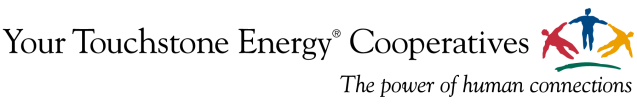 Your Touchstone Energy® Cooperatives
The power of human connections